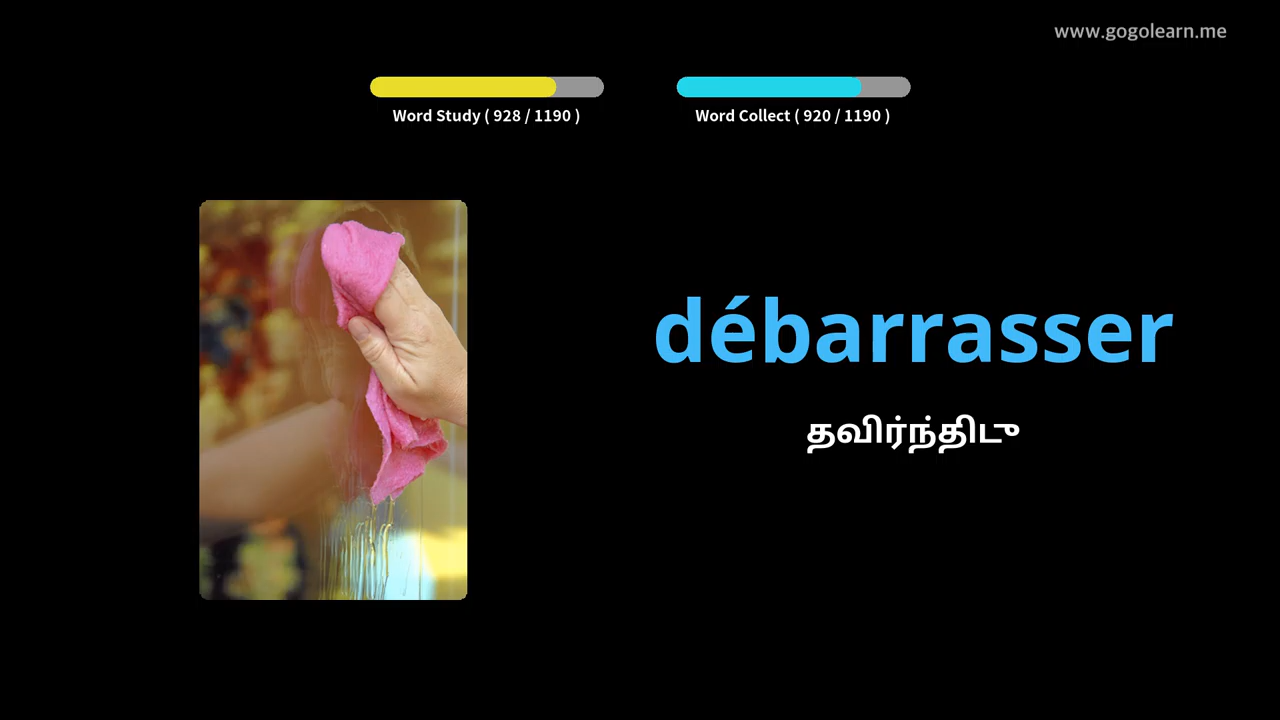 www.gogolearn.me
Word Study ( 928 / 1190 )
Word Collect ( 920 / 1190 )
débarrasser
தவிர்ந்திடு